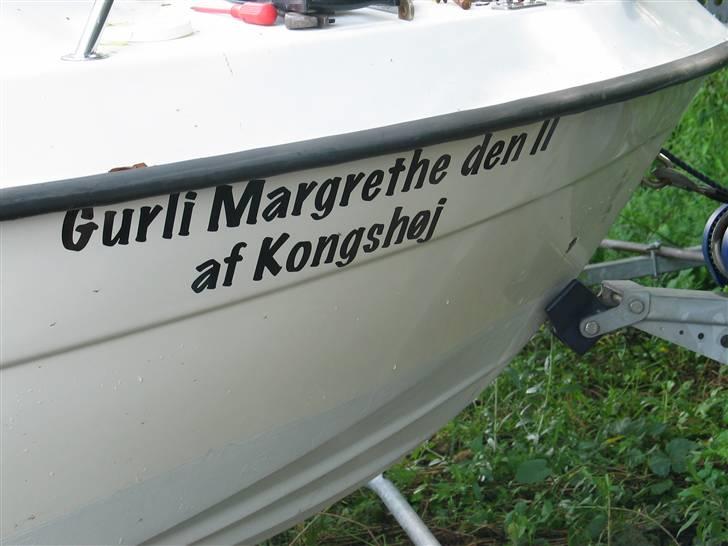 Gurli Margrethe den II
af Kongshøj